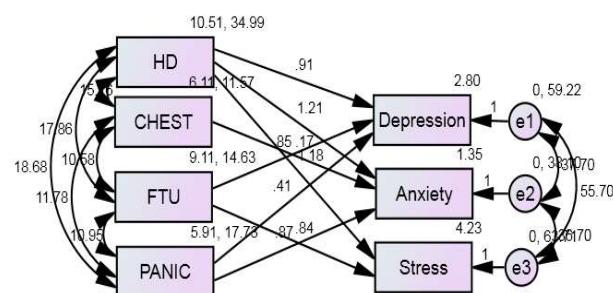 10.51, 34.99
HD
.91
2.80
0, 59.22
6.11, 11.57
1.21
Depression
1
e1
17.86
CHEST
.85
.17
1.18
1.35
18.68
10.58
9.11, 14.63
Anxiety
1
e2
55.70
11.78
FTU
.41
4.23
10.95
5.91, 17.73
.87
.84
PANIC
Stress
1
e3